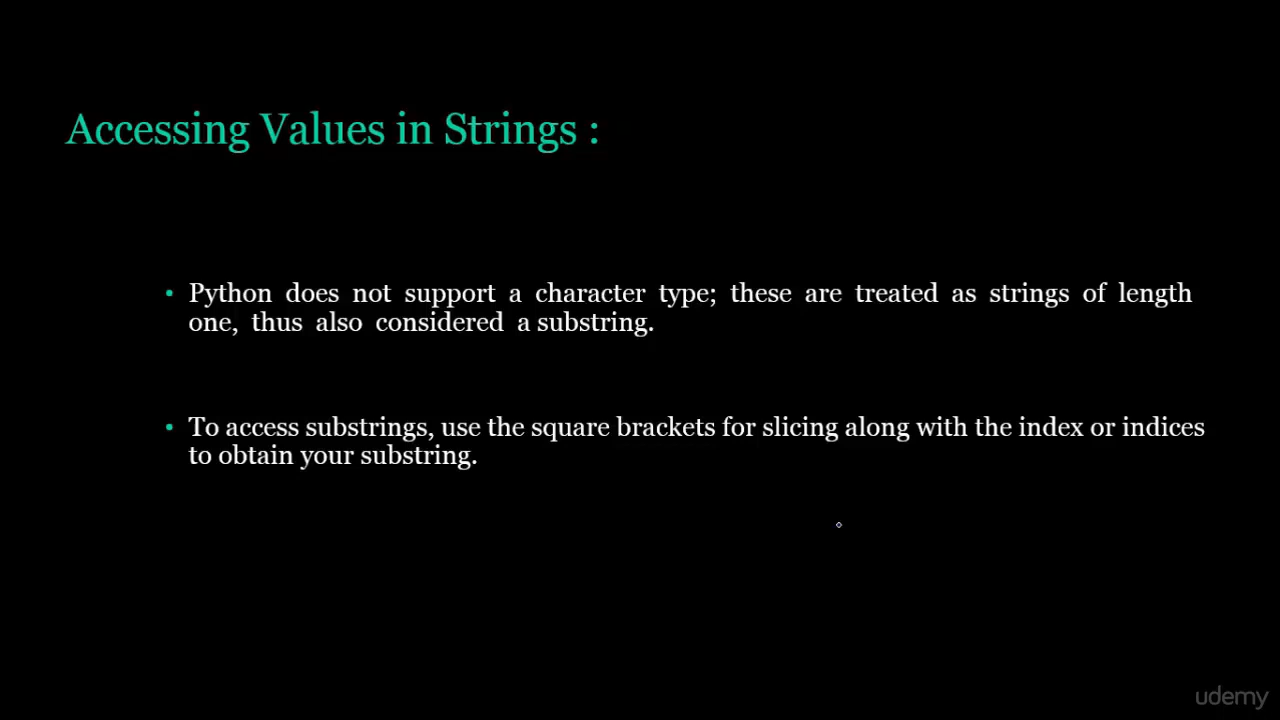 Accessing Values in Strings :
• Python does not support a character type; these are treated as strings of length
one, thus also considered a substring.
• To access substrings, use the square brackets for slicing along with the index or indices
to obtain your substring.
udemy